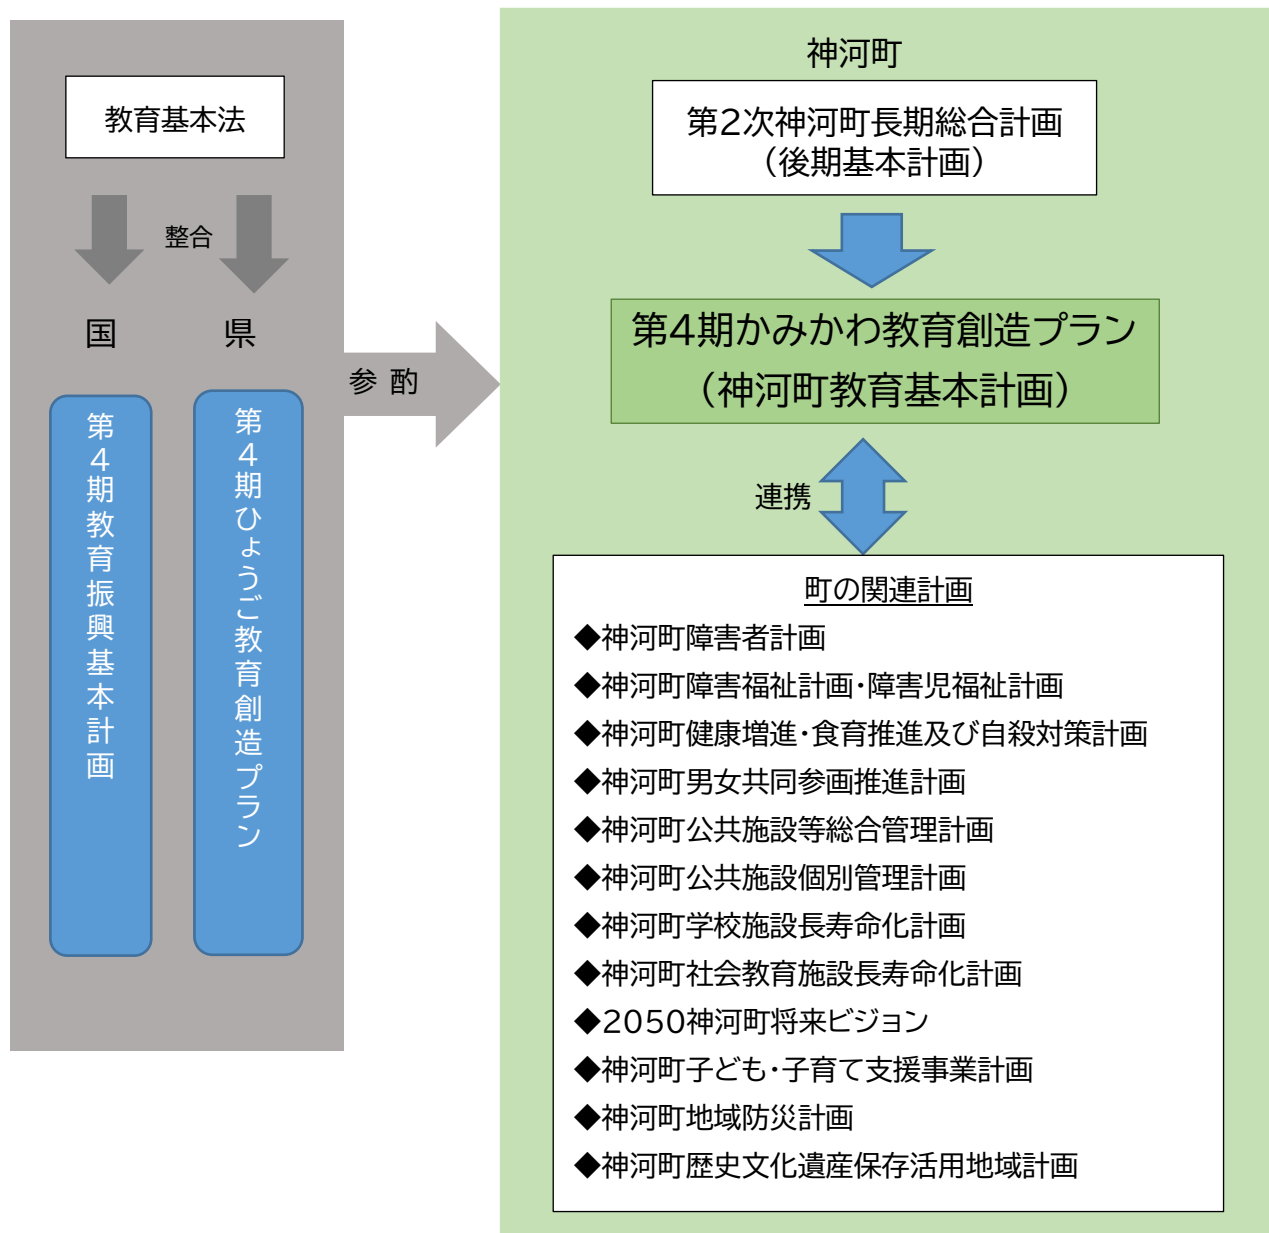 教育基本法
整合
国
県
第4期教育振興基本計画
第4期ひょうご教育創造プラン
参 酌
神河町
第2次神河町長期総合計画
（後期基本計画）
第4期かみかわ教育創造プラン
（神河町教育基本計画）
連携
町の関連計画
◆神河町障害者計画
◆神河町障害福祉計画・障害児福祉計画
◆神河町健康増進・食育推進及び自殺対策計画
◆神河町男女共同参画推進計画
◆神河町公共施設等総合管理計画
◆神河町公共施設個別管理計画
◆神河町学校施設長寿命化計画
◆神河町社会教育施設長寿命化計画
◆2050神河町将来ビジョン
◆神河町子ども・子育て支援事業計画
◆神河町地域防災計画
◆神河町歴史文化遺産保存活用地域計画